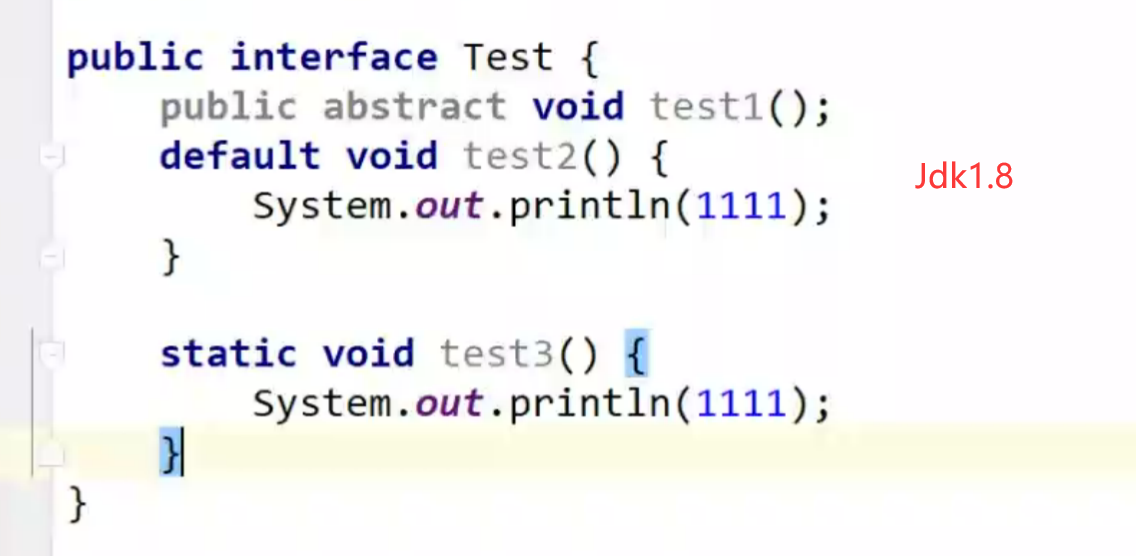 public interface Test {
public abstract void test1();
default void test2() {
Jdk1.8
System.out.println(1111);
}
static void test3() {
System.out.println(1111);
}
}